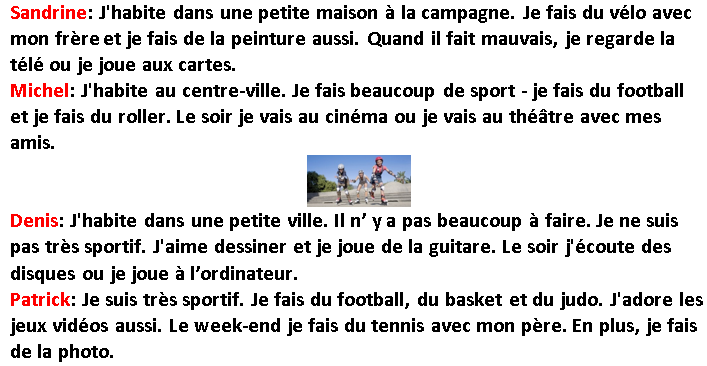 Sandrine: J'habite dans une petite maison à la campagne. Je fais du vélo avec
mon frère et je fais de la peinture aussi. Quand il fait mauvais, je regarde la
télé ou je joue aux cartes.
Michel: J'habite au centre-ville. Je fais beaucoup de sport - je fais du football
et je fais du roller. Le soir je vais au cinéma ou je vais au théâtre avec mes
amis.
Denis: J'habite dans une petite ville. Il n’ y a pas beaucoup à faire. Je ne suis
pas très sportif. J'aime dessiner et je joue de la guitare. Le soir j'écoute des
disques ou je joue à l’ordinateur.
Patrick: Je suis très sportif. Je fais du football, du basket et du judo. J'adore les
jeux vidéos aussi. Le week-end je fais du tennis avec mon père. En plus, je fais
de la photo.